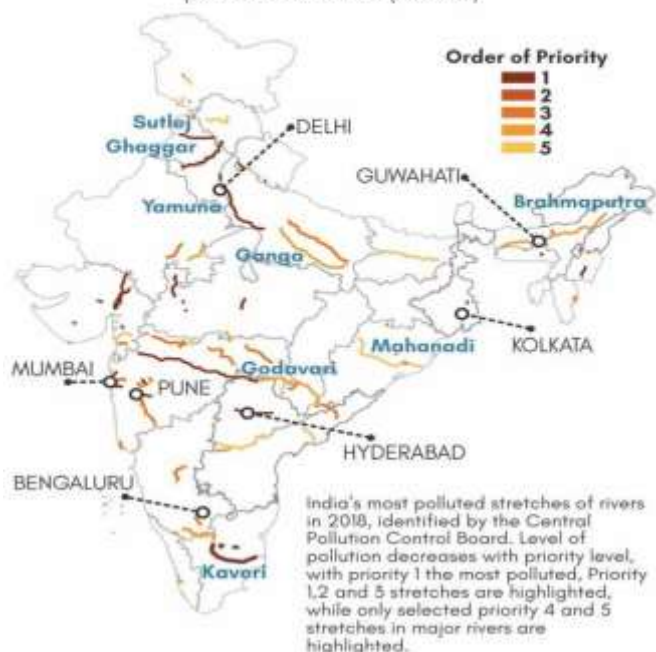 Order of Priority
1
2
3
4
5
Sutlej
Ghaggar
DELHI
GUWAHATI
Brahmaputra
Yamuna
Ganga
Mahanadi
KOLKATA
MUMBAI
PUNE
Godavari
HYDERABAD
BENGALURU
Kaveri
India's most polluted stretches of rivers
in 2018, identified by the Central
Pollution Control Board. Level of
pollution decreases with priority level,
with priority 1 the most polluted, Priority
1,2 and 3 stretches are highlighted,
while only selected priority 4 and 5
stretches in major rivers are
highlighted.